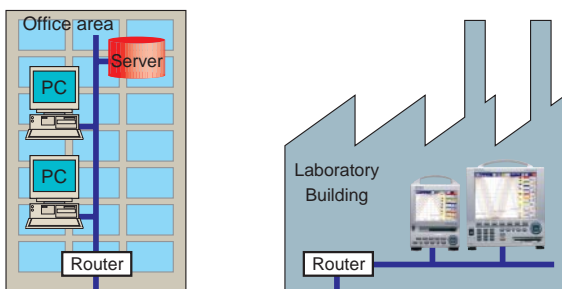 Office area
Server
PC
PC
Router
Laboratory
Building
Router